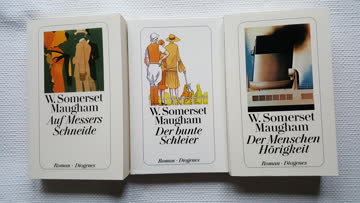 W. Somerset
Maugham
Auf Messers
Schneide
Roman · Diogenes
W. Somerset
Maugham
Der bunte
Schleier
Roman · Diogenes
W. Somerset
Maugham
Der Menschen
Hörigkeit
Roman · Diogenes